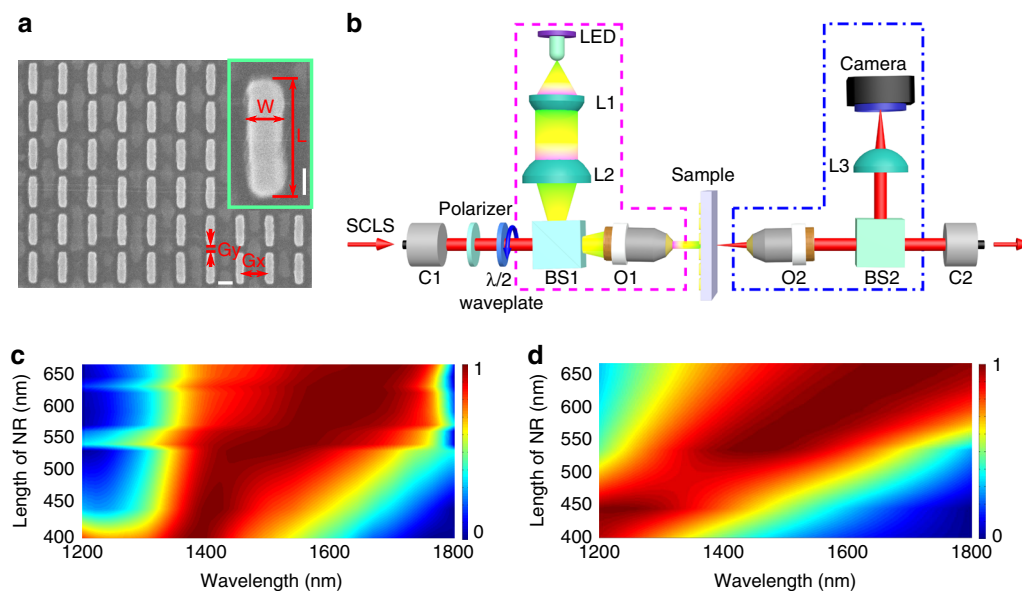 a
W
L
Gy
Gx
b
LED
L1
L2
Camera
L3
Sample
SCLS
Polarizer
C1
λ/2
waveplate
BS1
O1
O2
BS2
C2
c
Length of NR (nm)
650
600
550
500
450
400
1200
1400
1600
1800
Wavelength (nm)
1
0
d
Length of NR (nm)
650
600
550
500
450
400
1200
1400
1600
1800
Wavelength (nm)
1
0